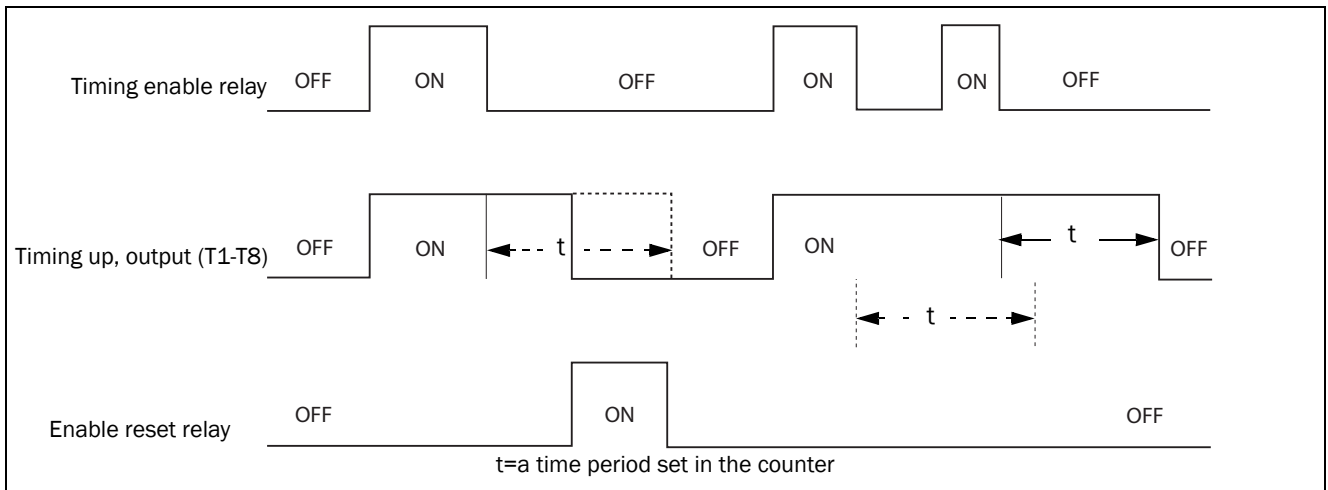 Timing enable relay OFF ON OFF ON ON OFF
Timing up, output (T1-T8) OFF ON t OFF ON t OFF
t
Enable reset relay OFF ON OFF
t=a time period set in the counter